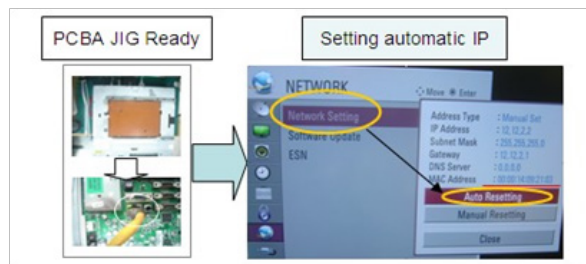 PCBA JIG Ready
Setting automatic IP
NETWORK
Move Enter
Network Setting
Software Update
ESN
Address Type : Manual Set
IP Address : 12.12.2.2
Subnet Mask : 255.255.255.0
Gateway : 12.12.2.1
DNS Server : 0.0.0.0
MAC Address
Auto Resetting
Manual Resetting
Close